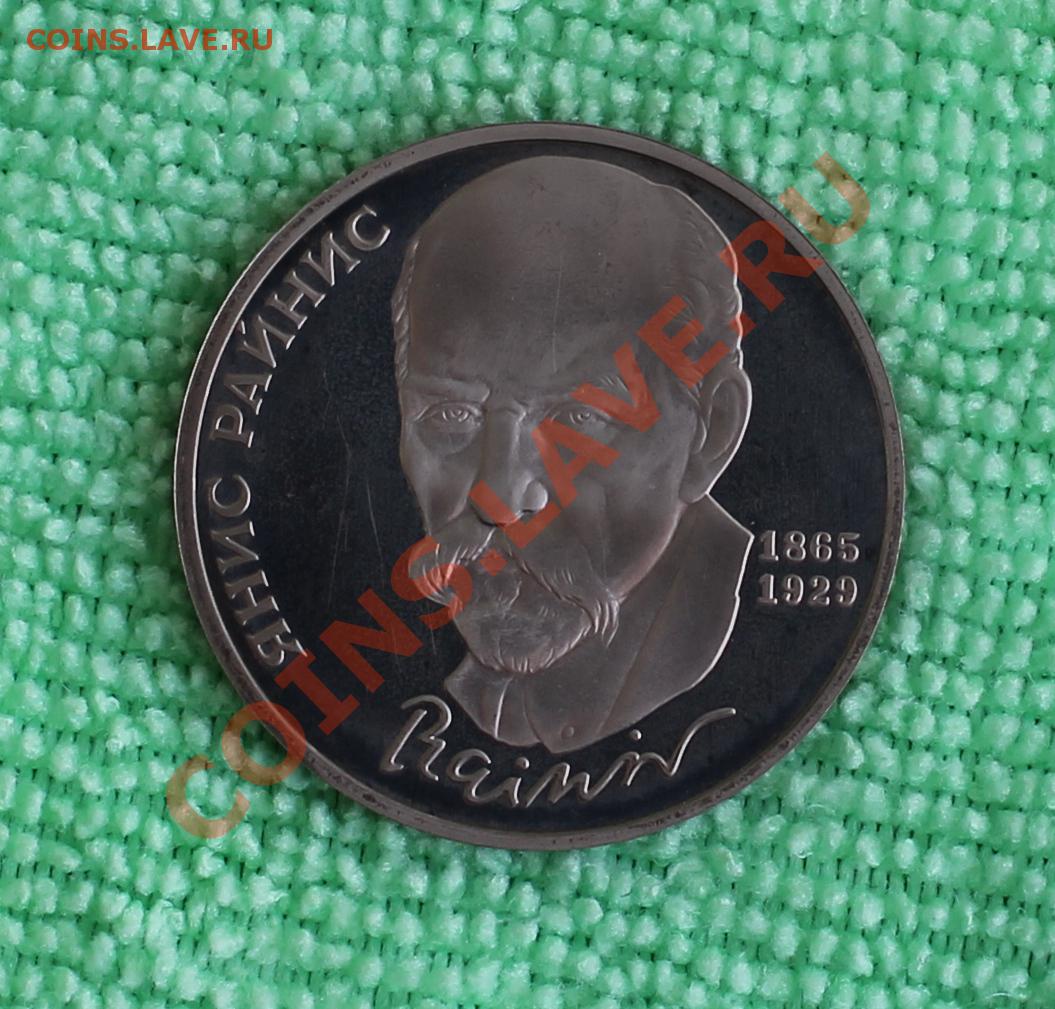 COINS.LAVE.RU
ЯНИС РАЙНИС
1865
1929
Rainis
COINS.LAVE.RU